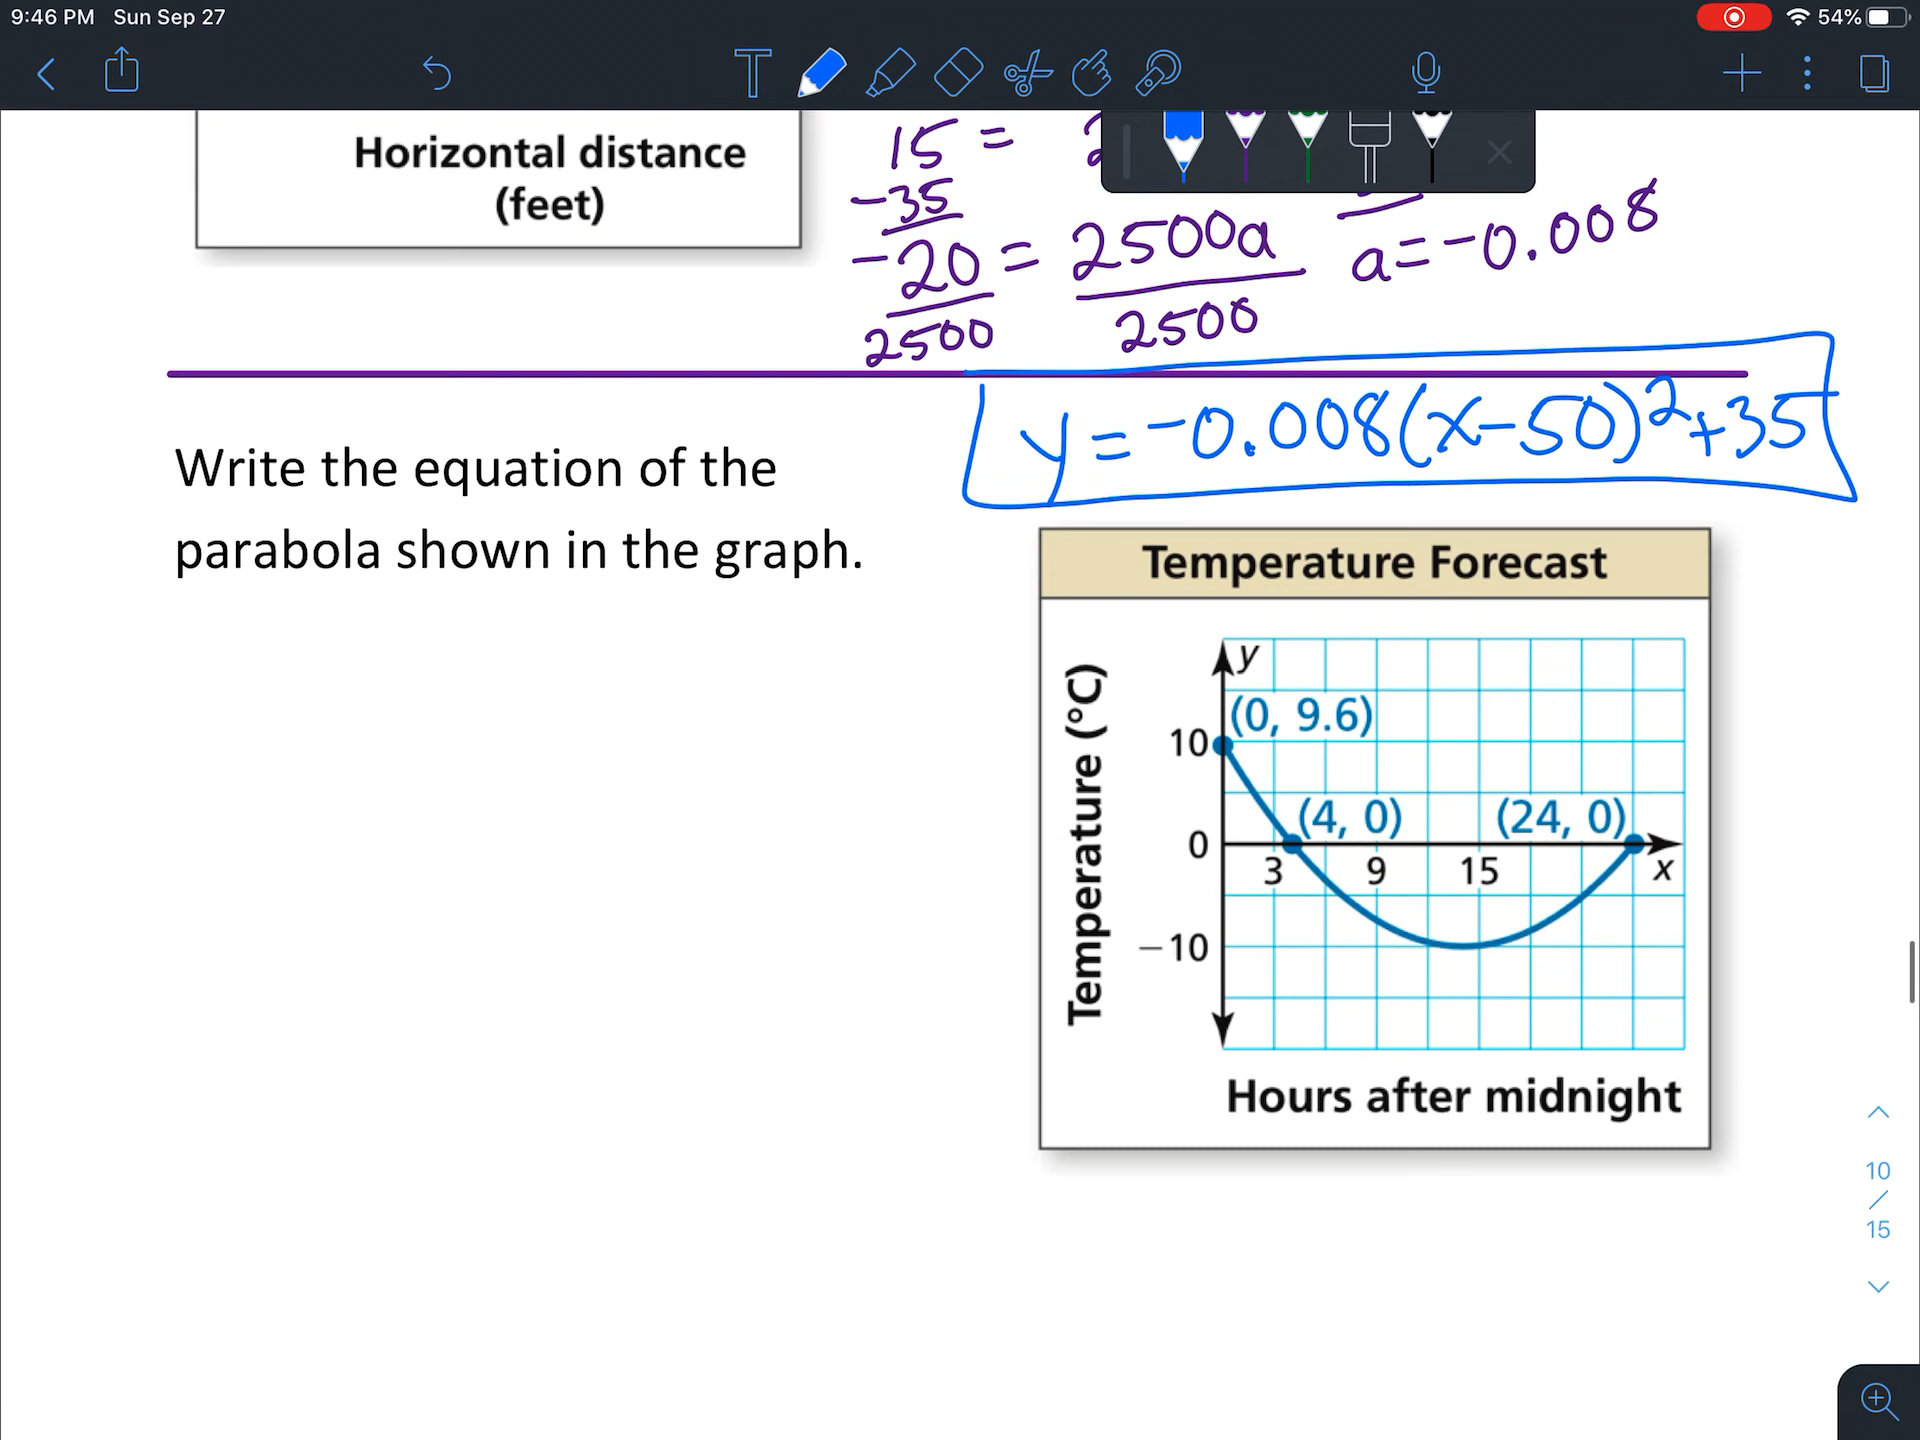 9:46 PM Sun Sep 27
54%
Horizontal distance
(feet)
15 =
-35
-20 = 2500a
2500 2500
a = -0.008
y = -0.008(x-50)²+35
Write the equation of the
parabola shown in the graph.
Temperature Forecast
Temperature (°C)
y
(0, 9.6)
10
(4, 0) (24, 0)
0
3 9 15 x
−10
Hours after midnight
10
/
15